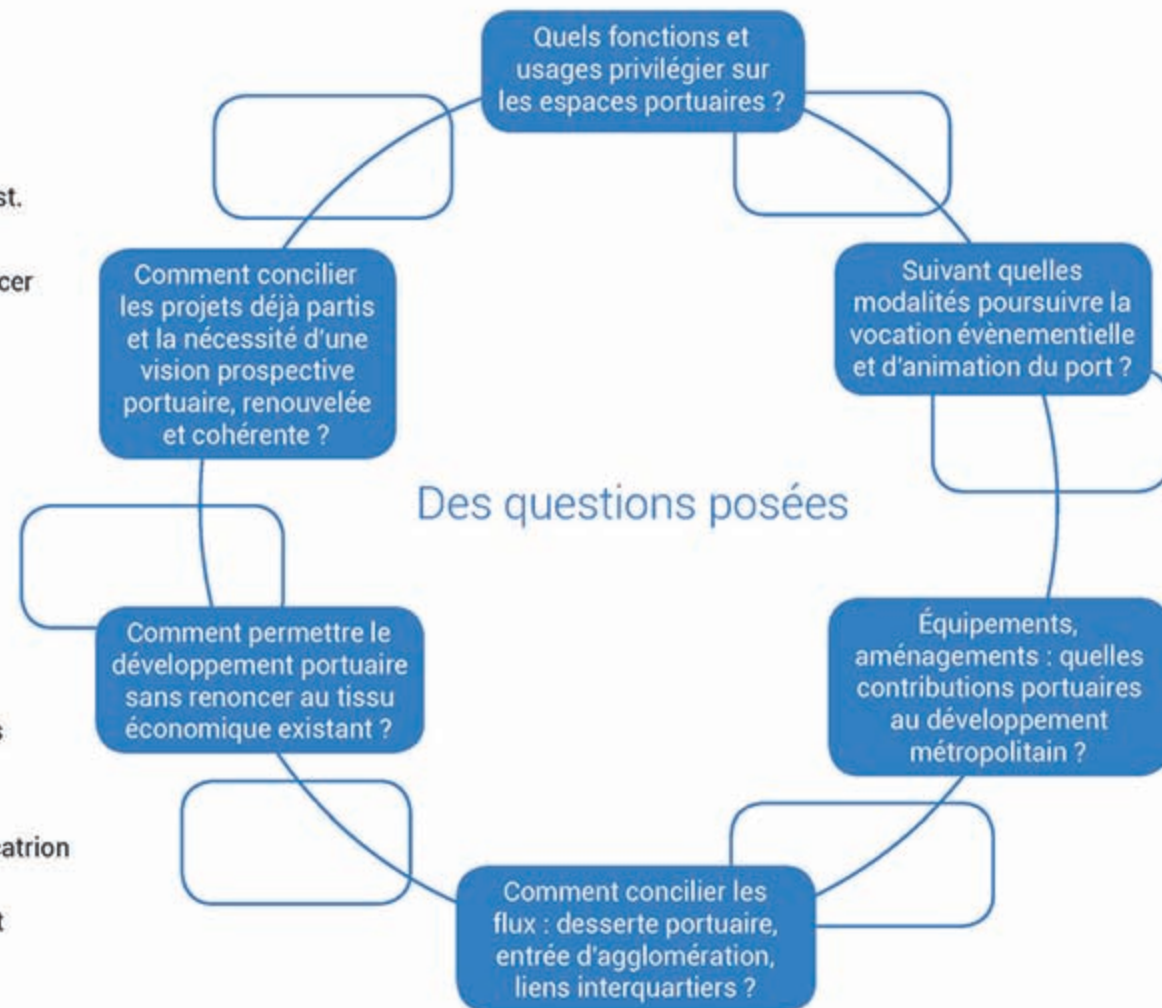 st.
cer
s
catrion
t
Quels fonctions et
usages privilégier sur
les espaces portuaires ?
Suivant quelles
modalités poursuivre la
vocation évènementielle
et d'animation du port ?
Équipements,
aménagements : quelles
contributions portuaires
au développement
métropolitain ?
Comment concilier les
flux : desserte portuaire,
entrée d'agglomération,
liens interquartiers ?
Comment permettre le
développement portuaire
sans renoncer au tissu
économique existant ?
Comment concilier
les projets déjà partis
et la nécessité d'une
vision prospective
portuaire, renouvelée
et cohérente ?
Des questions posées